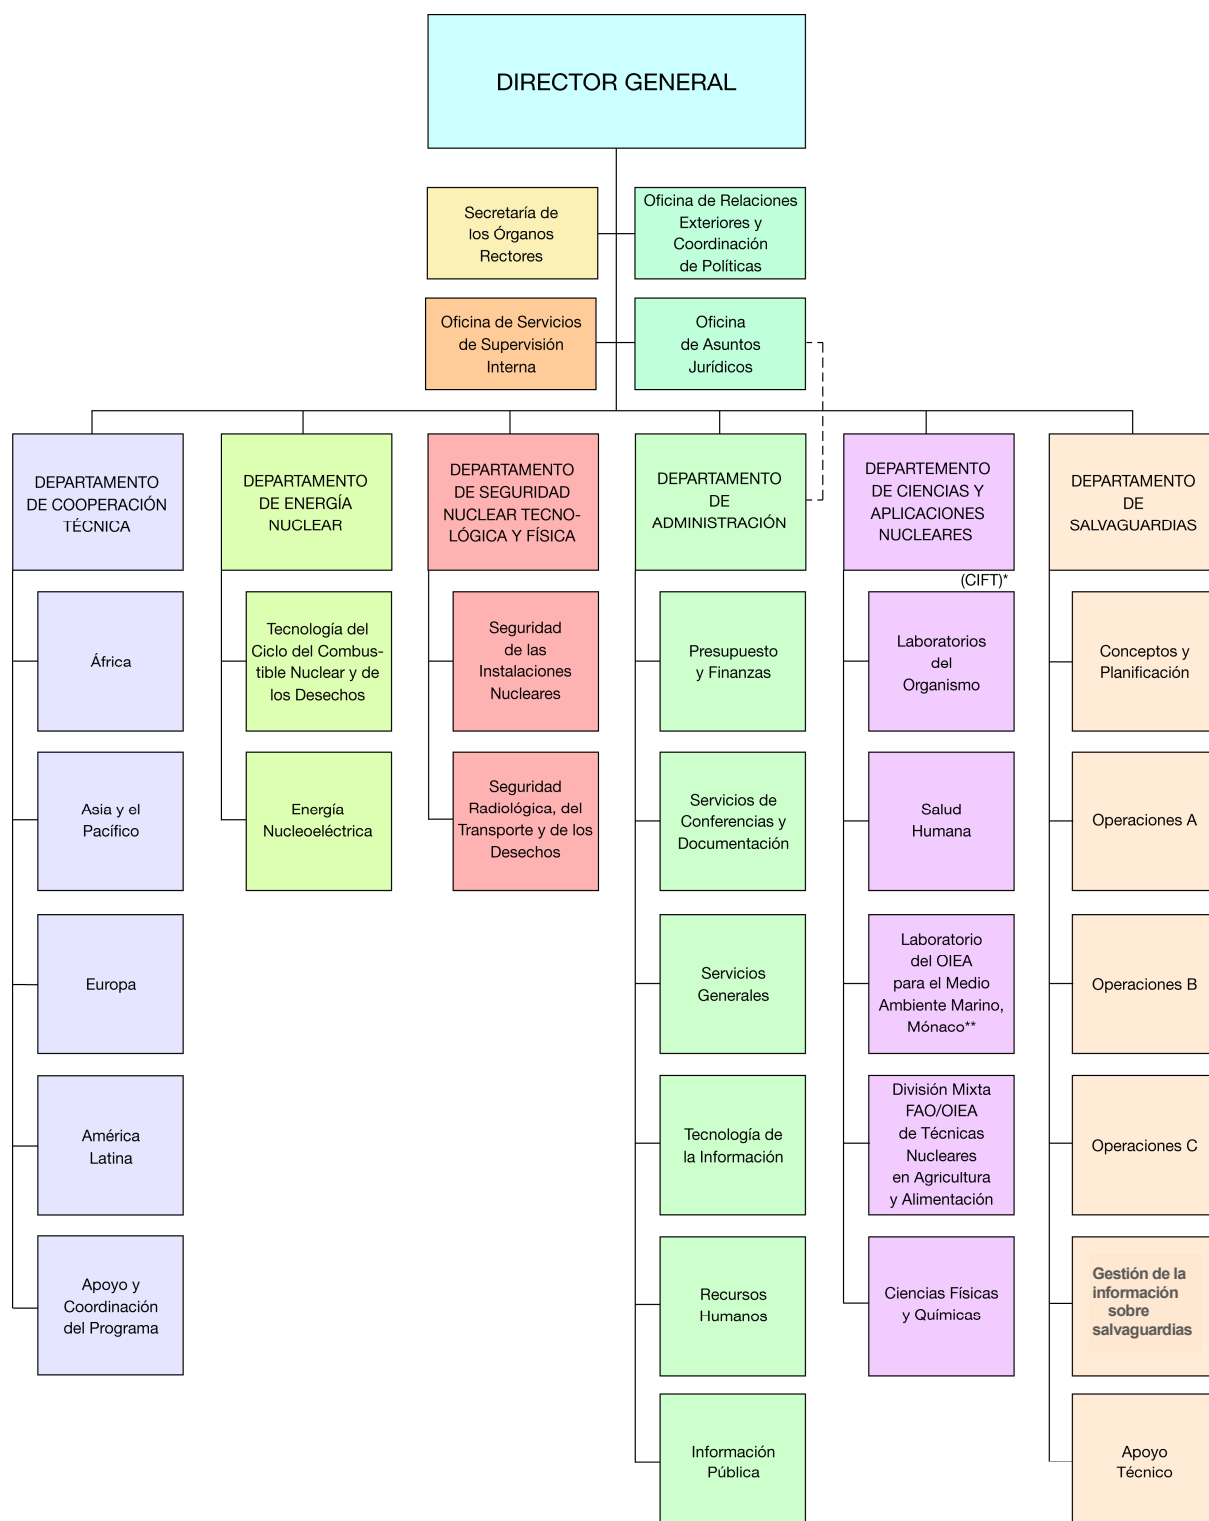 DIRECTOR GENERAL
Secretaría de
los Órganos
Rectores
Oficina de Relaciones
Exteriores y
Coordinación
de Políticas
Oficina de Servicios
de Supervisión
Interna
Oficina
de Asuntos
Jurídicos
DEPARTAMENTO
DE COOPERACIÓN
TÉCNICA
África
Asia y el
Pacífico
Europa
América
Latina
Apoyo y
Coordinación
del Programa
DEPARTAMENTO
DE ENERGÍA
NUCLEAR
Tecnología del
Ciclo del Combus-
tible Nuclear y de
los Desechos
Energía
Nucleoeléctrica
DEPARTAMENTO
DE SEGURIDAD
NUCLEAR TECNO-
LÓGICA Y FÍSICA
Seguridad
de las
Instalaciones
Nucleares
Seguridad
Radiológica, del
Transporte y de los
Desechos
DEPARTAMENTO
DE
ADMINISTRACIÓN
Presupuesto
y Finanzas
Servicios de
Conferencias y
Documentación
Servicios
Generales
Tecnología de
la Información
Recursos
Humanos
Información
Pública
DEPARTEMENTO
DE CIENCIAS Y
APLICACIONES
NUCLEARES
(CIFT)*
Laboratorios
del
Organismo
Salud
Humana
Laboratorio
del OIEA
para el Medio
Ambiente Marino,
Mónaco**
División Mixta
FAO/OIEA
de Técnicas
Nucleares
en Agricultura
y Alimentación
Ciencias Físicas
y Químicas
DEPARTAMENTO
DE
SALVAGUARDIAS
Conceptos y
Planificación
Operaciones A
Operaciones B
Operaciones C
Gestión de la
información
sobre
salvaguardias
Apoyo
Técnico